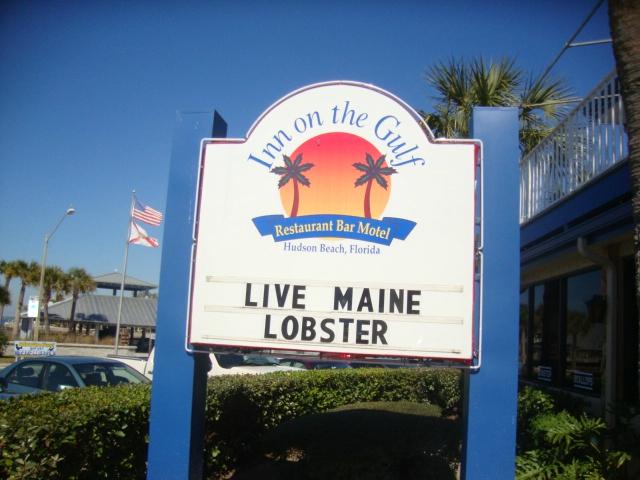 Inn on the Gulf
Restaurant Bar Motel
Hudson Beach, Florida
LIVE MAINE
LOBSTER